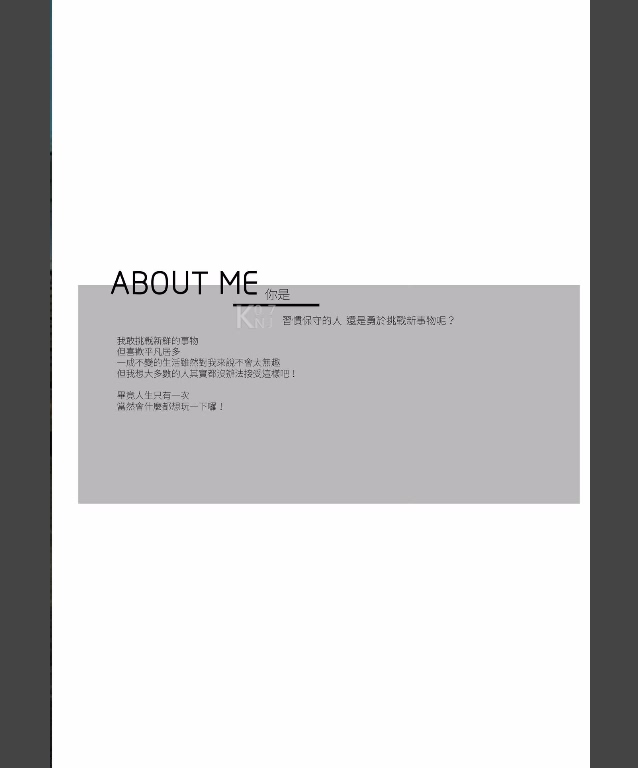 ABOUT ME
你是
習慣保守的人 還是勇於挑戰新事物呢？
我敢挑戰新鮮的事物
但喜歡平凡居多
一成不變的生活雖然對我來說不會太無趣
但我想大多數的人其實都沒辦法接受這樣吧！
畢竟人生只有一次
當然會什麼都想玩一下囉！